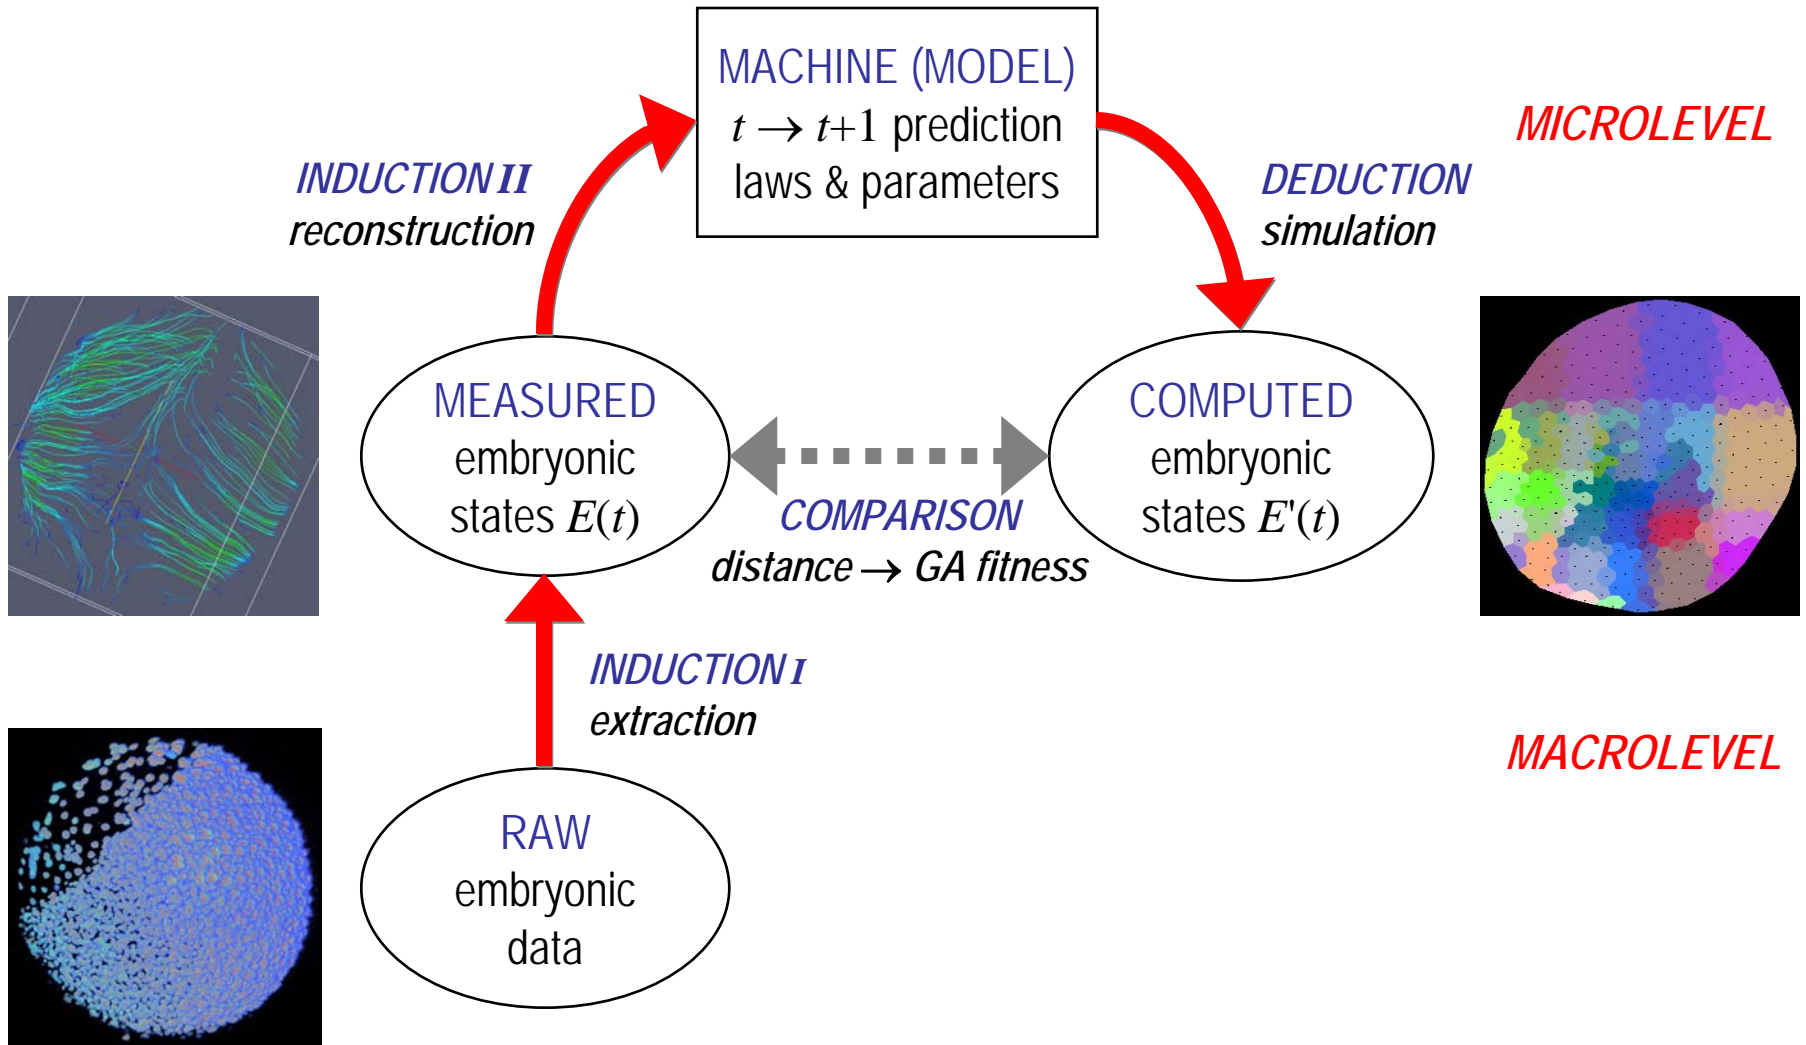 MACHINE (MODEL)
t → t+1 prediction
laws & parameters
MICROLEVEL
INDUCTION II
reconstruction
DEDUCTION
simulation
MEASURED
embryonic
states E(t)
COMPARISON
distance → GA fitness
COMPUTED
embryonic
states E'(t)
INDUCTION I
extraction
MACROLEVEL
RAW
embryonic
data